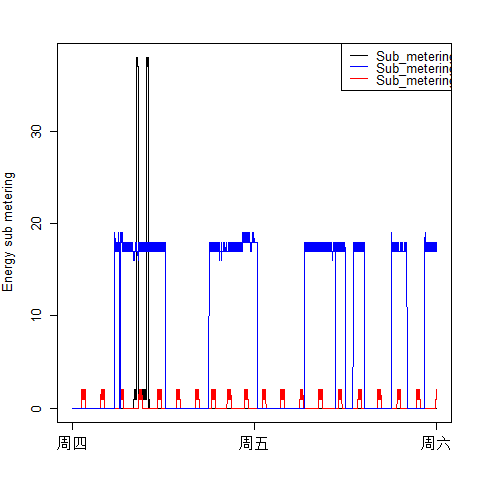 Sub_metering
Sub_metering
Sub_metering
Energy sub metering
30
20
10
0
周四 周五 周六